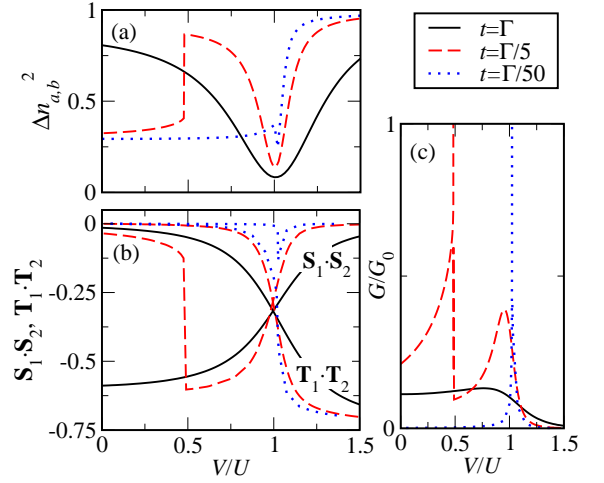 (a)
Δn_{a,b}^2
1
0.5
0
t=Γ
t=Γ/5
t=Γ/50
(b)
S_1·S_2, T_1·T_2
0
-0.25
-0.5
-0.75
S_1·S_2
T_1·T_2
0
0.5
1
1.5
V/U
(c)
G/G_0
1
0.5
0
0
0.5
1
1.5
V/U